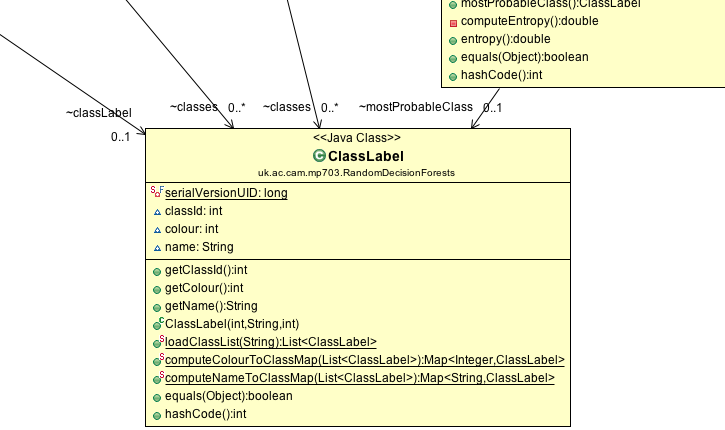 mostProbableClass():ClassLabel
computeEntropy():double
entropy():double
equals(Object):boolean
hashCode():int
~classLabel
0..1
~classes 0..*
~classes 0..*
~mostProbableClass 0..1
<<Java Class>>
ClassLabel
uk.ac.cam.mp703.RandomDecisionForests
serialVersionUID: long
classId: int
colour: int
name: String
getClassId():int
getColour():int
getName():String
ClassLabel(int,String,int)
loadClassList(String):List<ClassLabel>
computeColourToClassMap(List<ClassLabel>):Map<Integer,ClassLabel>
computeNameToClassMap(List<ClassLabel>):Map<String,ClassLabel>
equals(Object):boolean
hashCode():int